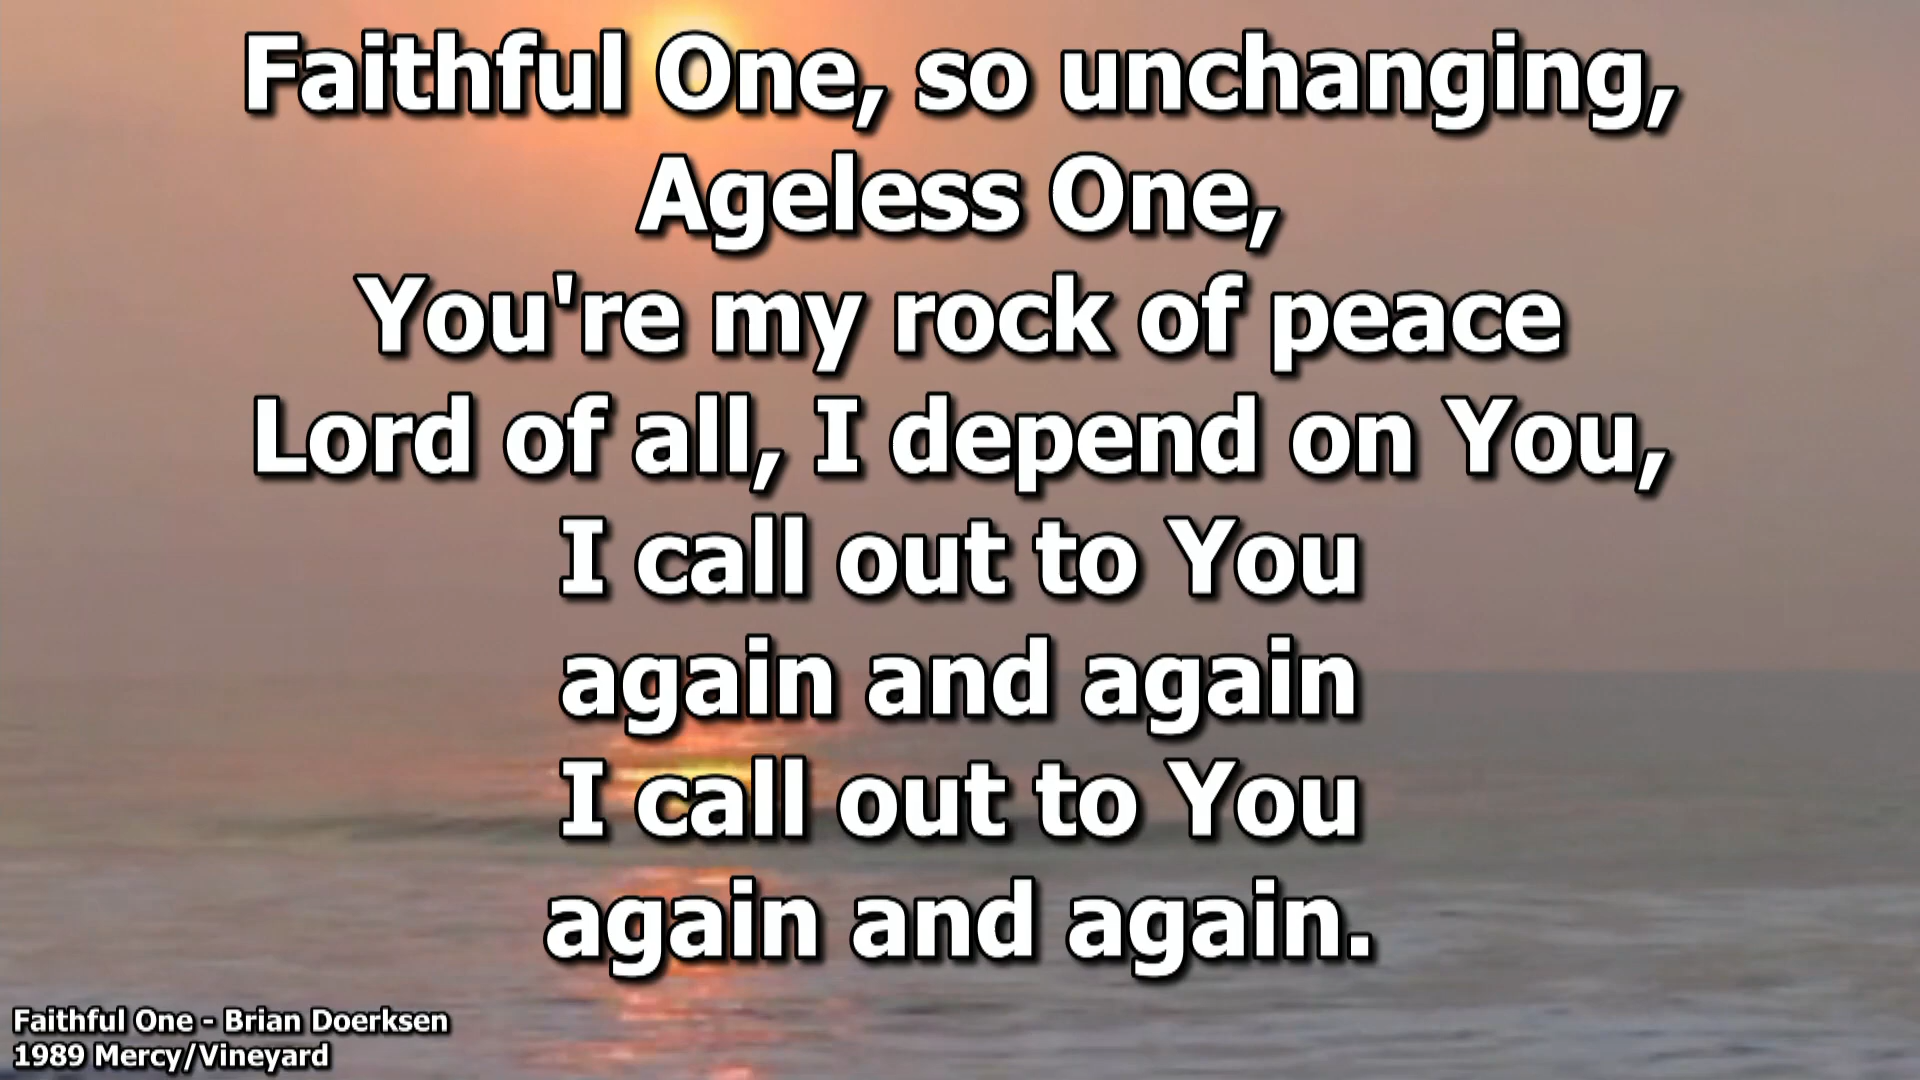 Faithful One, so unchanging,
Ageless One,
You're my rock of peace
Lord of all, I depend on You,
I call out to You
again and again
I call out to You
again and again.
Faithful One - Brian Doerksen
1989 Mercy/Vineyard